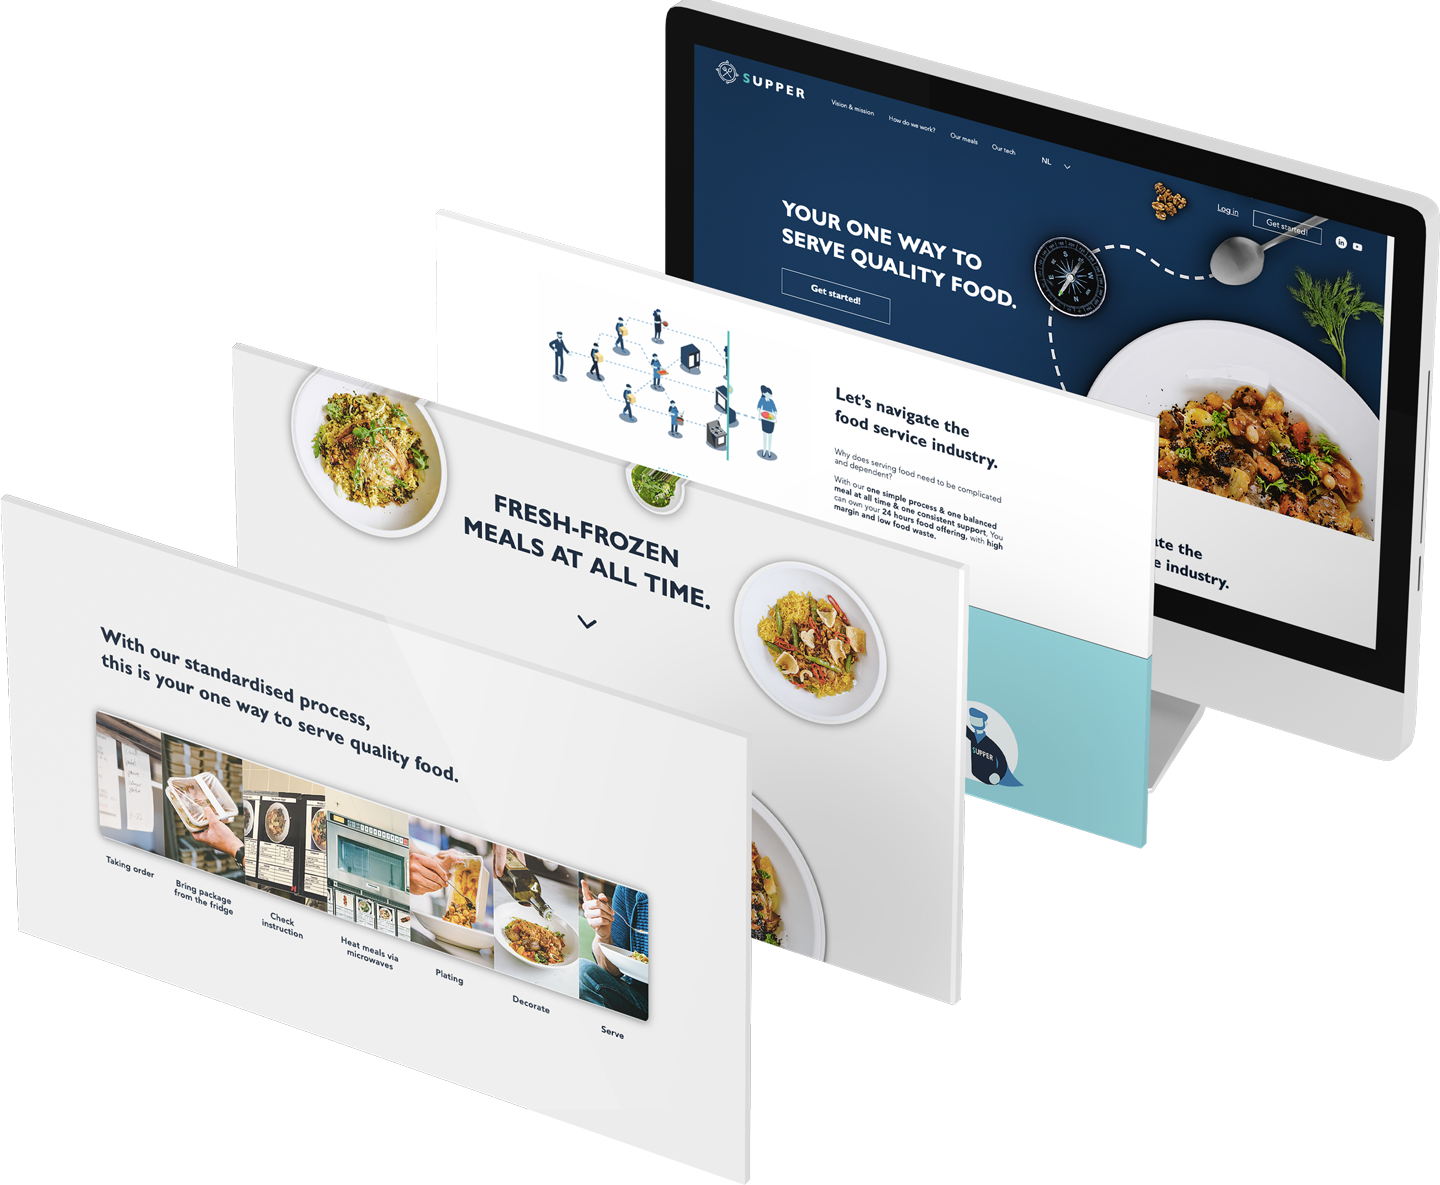 SUPPER
Vision & mission
How do we work?
Our meals
Our tech
NL
Log in
Get started!
in
YOUR ONE WAY TO
SERVE QUALITY FOOD.
Get started!
ate the
e industry.
Let's navigate the
food service industry.
Why does serving food need to be complicated
and dependent?
With our one simple process & one balanced
meal at all time & one consistent support. You
can own your 24 hours food offering, with high
margin and low food waste.
SUPPER
FRESH-FROZEN
MEALS AT ALL TIME.
With our standardised process,
this is your one way to serve quality food.
Taking order
Bring package
from the fridge
Check
instruction
Heat meals via
microwaves
Plating
Decorate
Serve